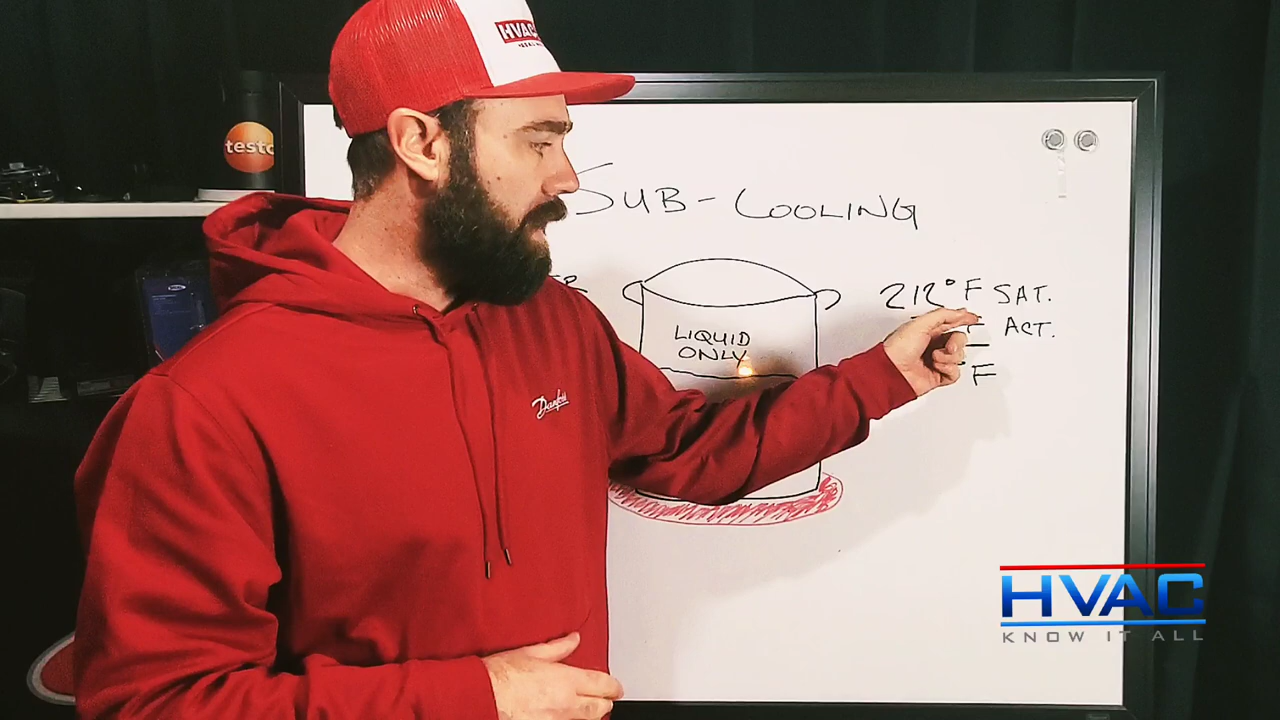 HVAC
testo
SUB-COOLING
212°F SAT.
F ACT.
°F
LIQUID
ONLY
Danfoss
HVAC
KNOW IT ALL